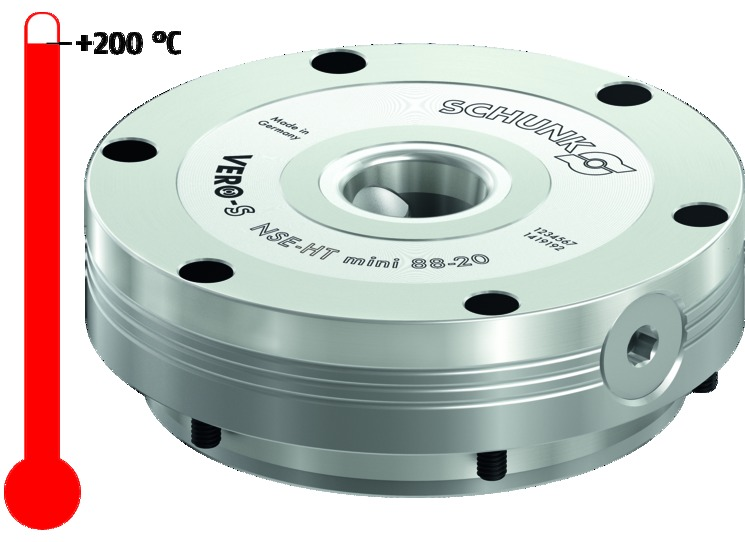 +200 °C
SCHUNK
Made in
Germany
VERO-S
NSE-HT mini 88-20
1234567
1419192